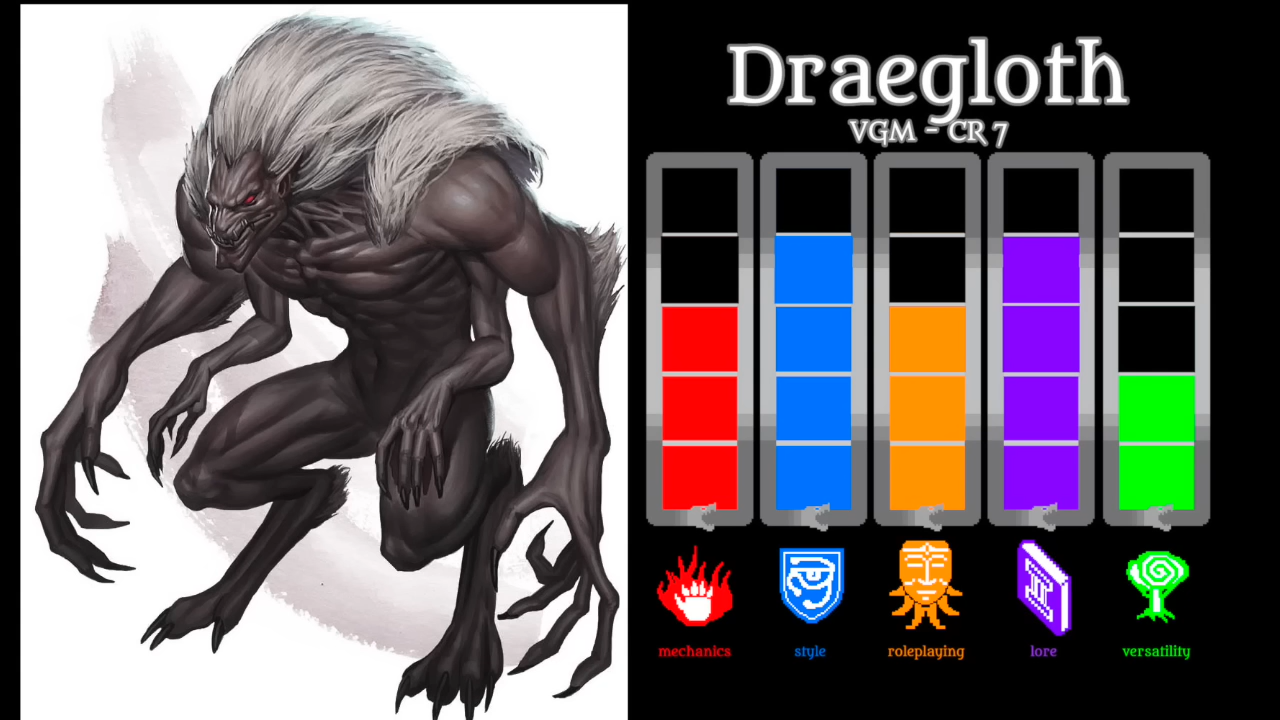 Draegloth
VGM - CR 7
mechanics
style
roleplaying
lore
versatility